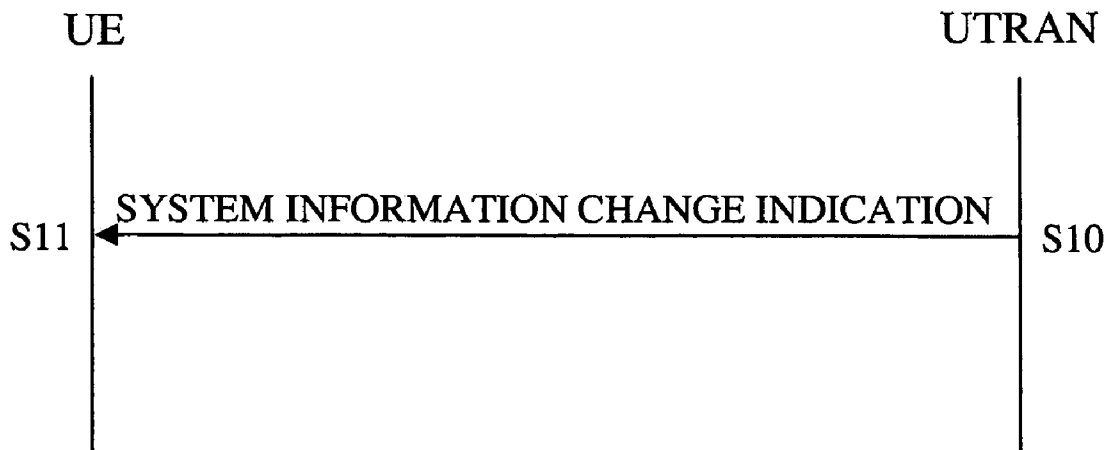 UE
UTRAN
SYSTEM INFORMATION CHANGE INDICATION
S11
S10